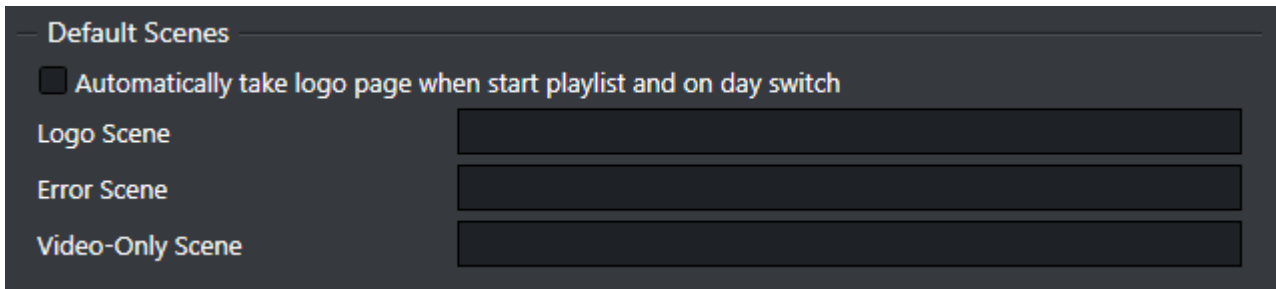 Default Scenes
Automatically take logo page when start playlist and on day switch
Logo Scene
Error Scene
Video-Only Scene